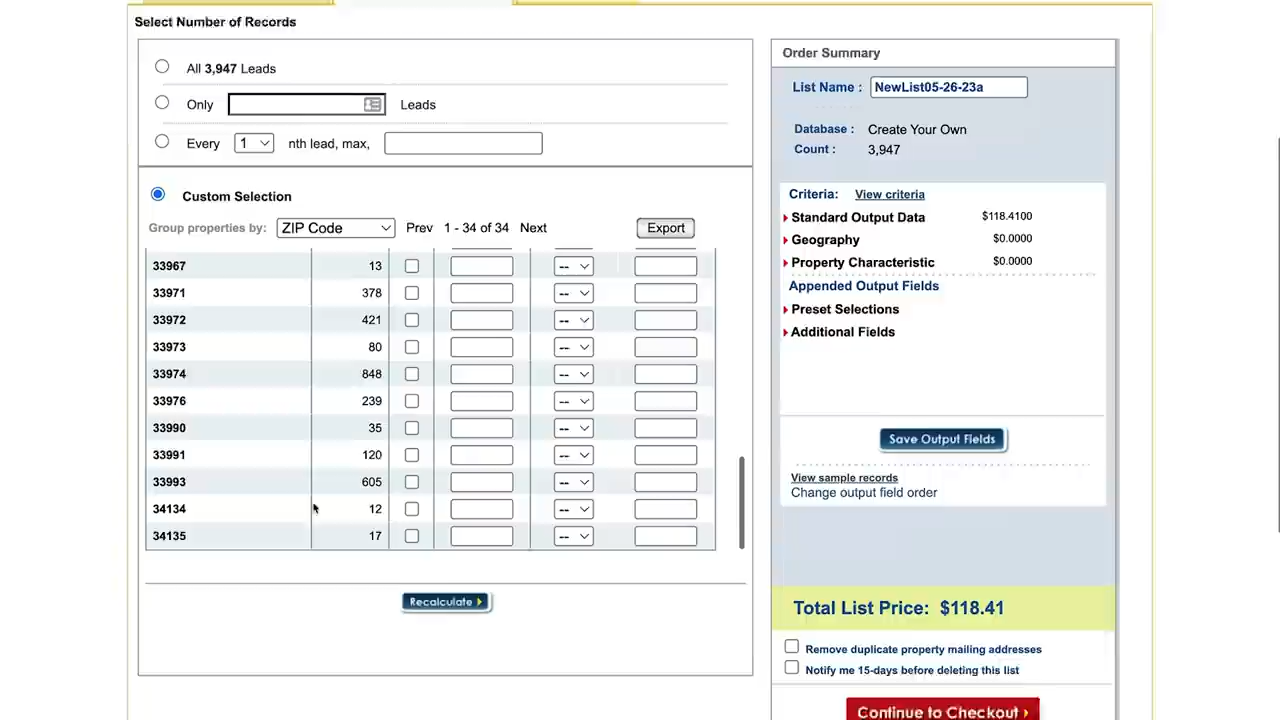 Select Number of Records
All 3,947 Leads
Only Leads
Every 1 nth lead, max,
Custom Selection
Group properties by: ZIP Code Prev 1 - 34 of 34 Next Export
33967 13 --
33971 378 --
33972 421 --
33973 80 --
33974 848 --
33976 239 --
33990 35 --
33991 120 --
33993 605 --
34134 12 --
34135 17 --
Recalculate
Order Summary
List Name : NewList05-26-23a
Database : Create Your Own
Count : 3,947
Criteria: View criteria
Standard Output Data $118.4100
Geography $0.0000
Property Characteristic $0.0000
Appended Output Fields
Preset Selections
Additional Fields
Save Output Fields
View sample records
Change output field order
Total List Price: $118.41
Remove duplicate property mailing addresses
Notify me 15-days before deleting this list
Continue to Checkout